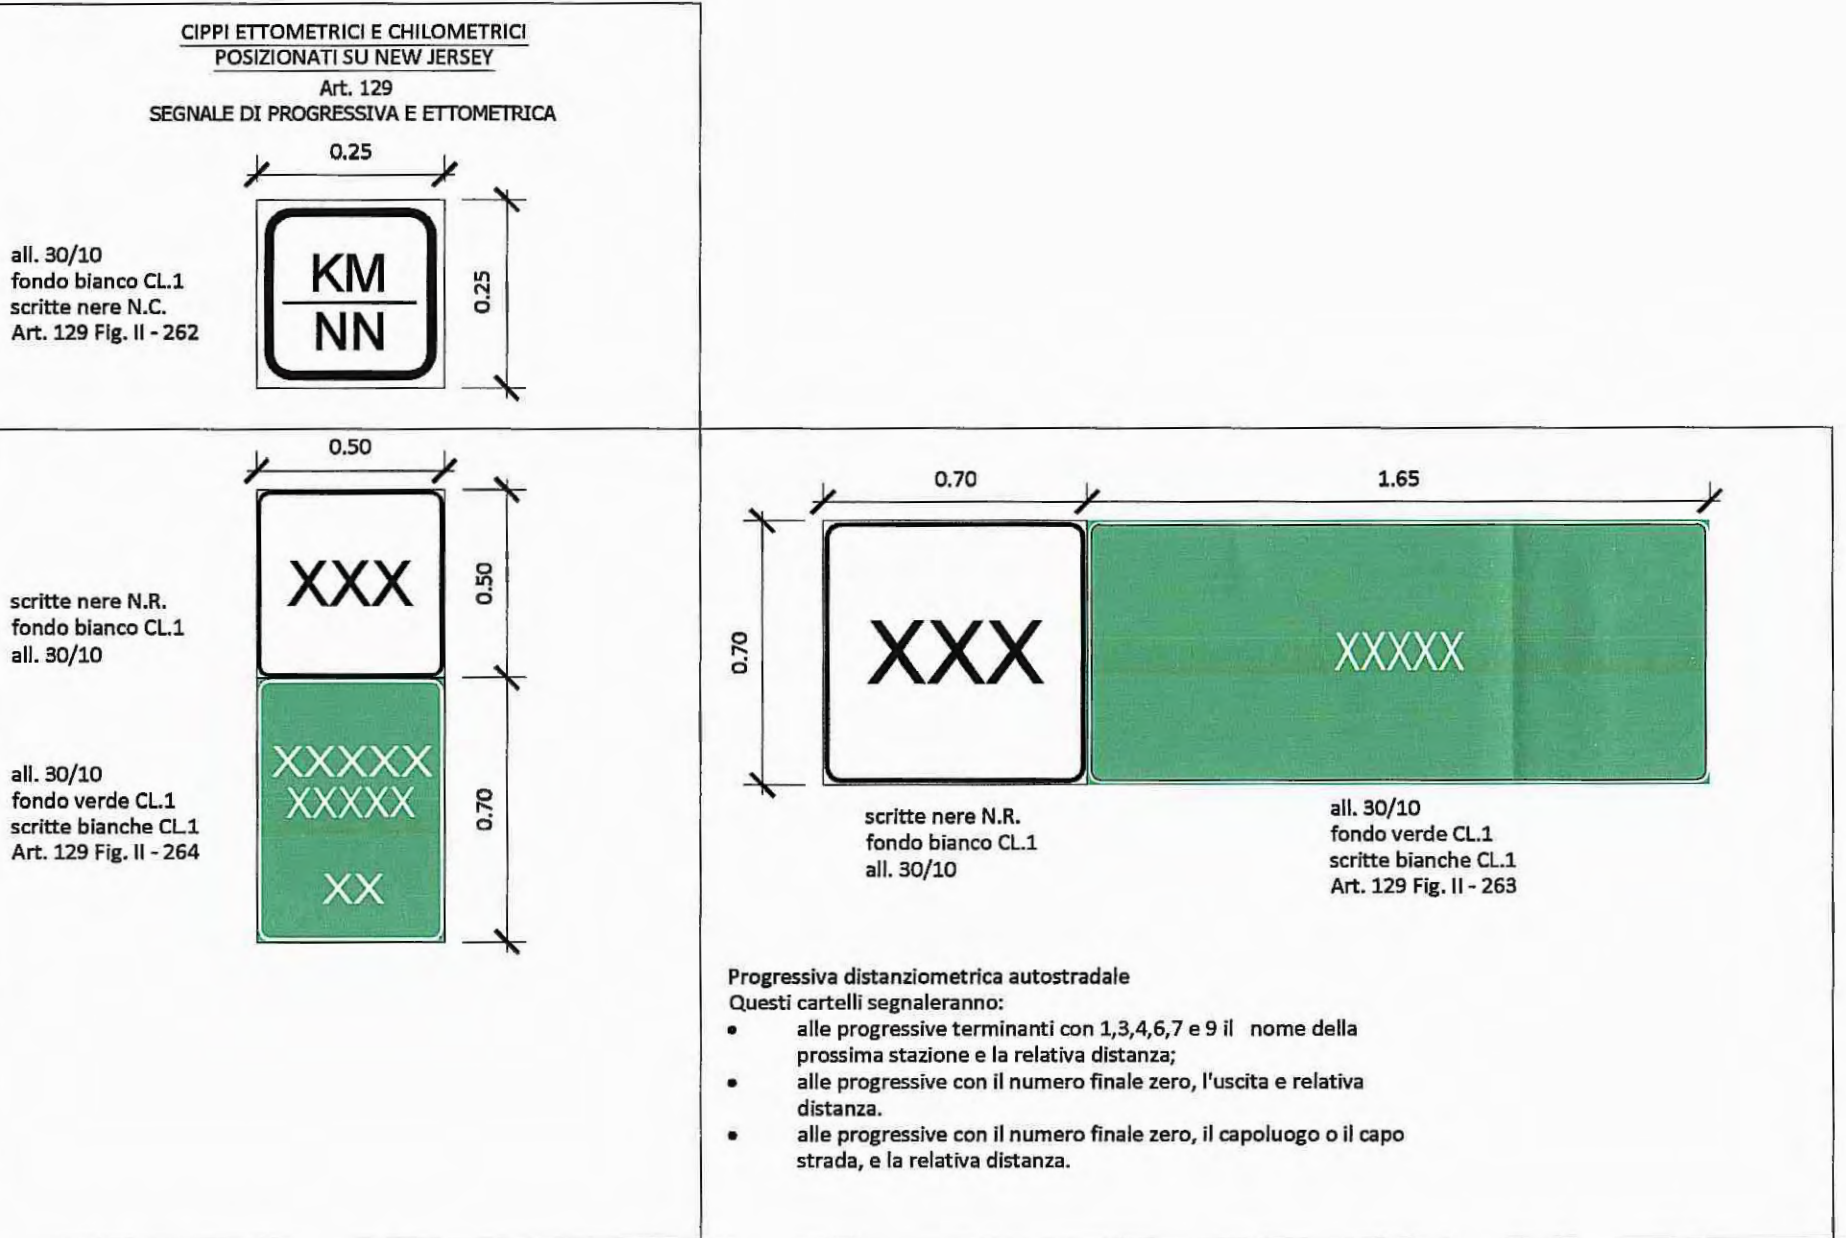 CIPPI ETTOMETRICI E CHILOMETRICI
POSIZIONATI SU NEW JERSEY
Art. 129
SEGNALE DI PROGRESSIVA E ETTOMETRICA
0.25
all. 30/10
fondo bianco CL.1
scritte nere N.C.
Art. 129 Fig. II - 262
KM
NN
0.25
0.50
XXX
0.50
scritte nere N.R.
fondo bianco CL.1
all. 30/10
XXXXX
XXXXX
XX
0.70
all. 30/10
fondo verde CL.1
scritte bianche CL.1
Art. 129 Fig. II - 264
0.70
1.65
0.70
XXX
XXXXX
scritte nere N.R.
fondo bianco CL.1
all. 30/10
all. 30/10
fondo verde CL.1
scritte bianche CL.1
Art. 129 Fig. II - 263
Progressiva distanziometrica autostradale
Questi cartelli segnaleranno:
• alle progressive terminanti con 1,3,4,6,7 e 9 il nome della
prossima stazione e la relativa distanza;
• alle progressive con il numero finale zero, l'uscita e relativa
distanza.
• alle progressive con il numero finale zero, il capoluogo o il capo
strada, e la relativa distanza.